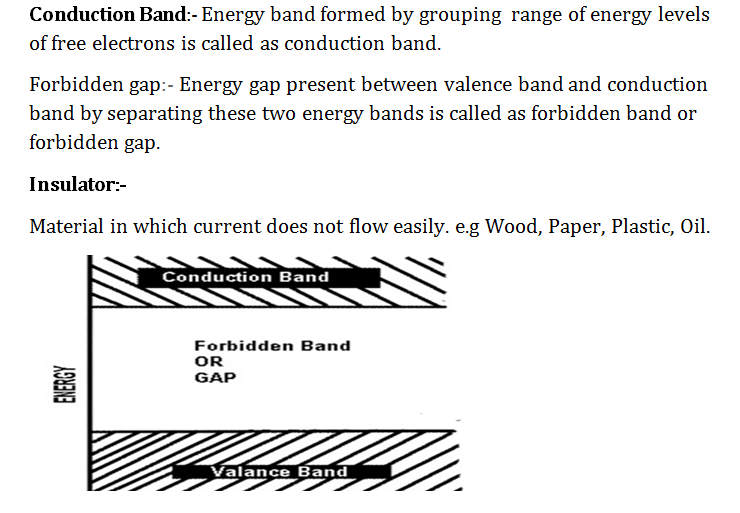 Conduction Band:- Energy band formed by grouping range of energy levels
of free electrons is called as conduction band.
Forbidden gap:- Energy gap present between valence band and conduction
band by separating these two energy bands is called as forbidden band or
forbidden gap.
Insulator:-
Material in which current does not flow easily. e.g Wood, Paper, Plastic, Oil.
Conduction Band
Forbidden Band
OR
GAP
ENERGY
Valance Band